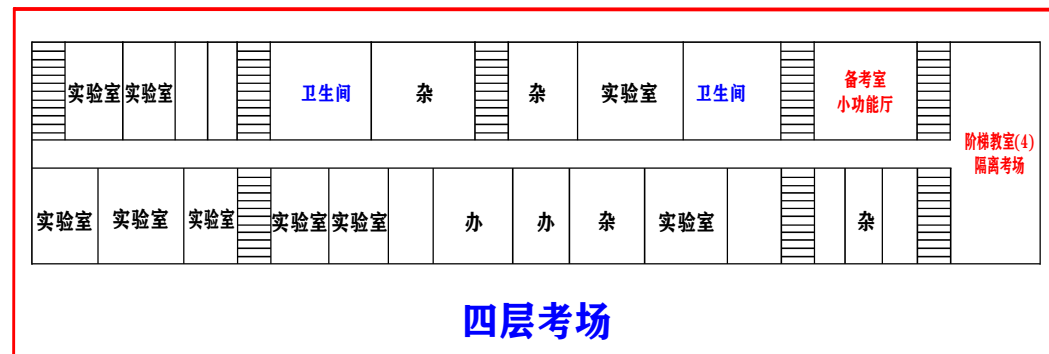 实验室
实验室
卫生间
杂
杂
实验室
卫生间
备考室
小功能厅
阶梯教室(4)
隔离考场
实验室
实验室
实验室
实验室
实验室
办
办
杂
实验室
杂
四层考场